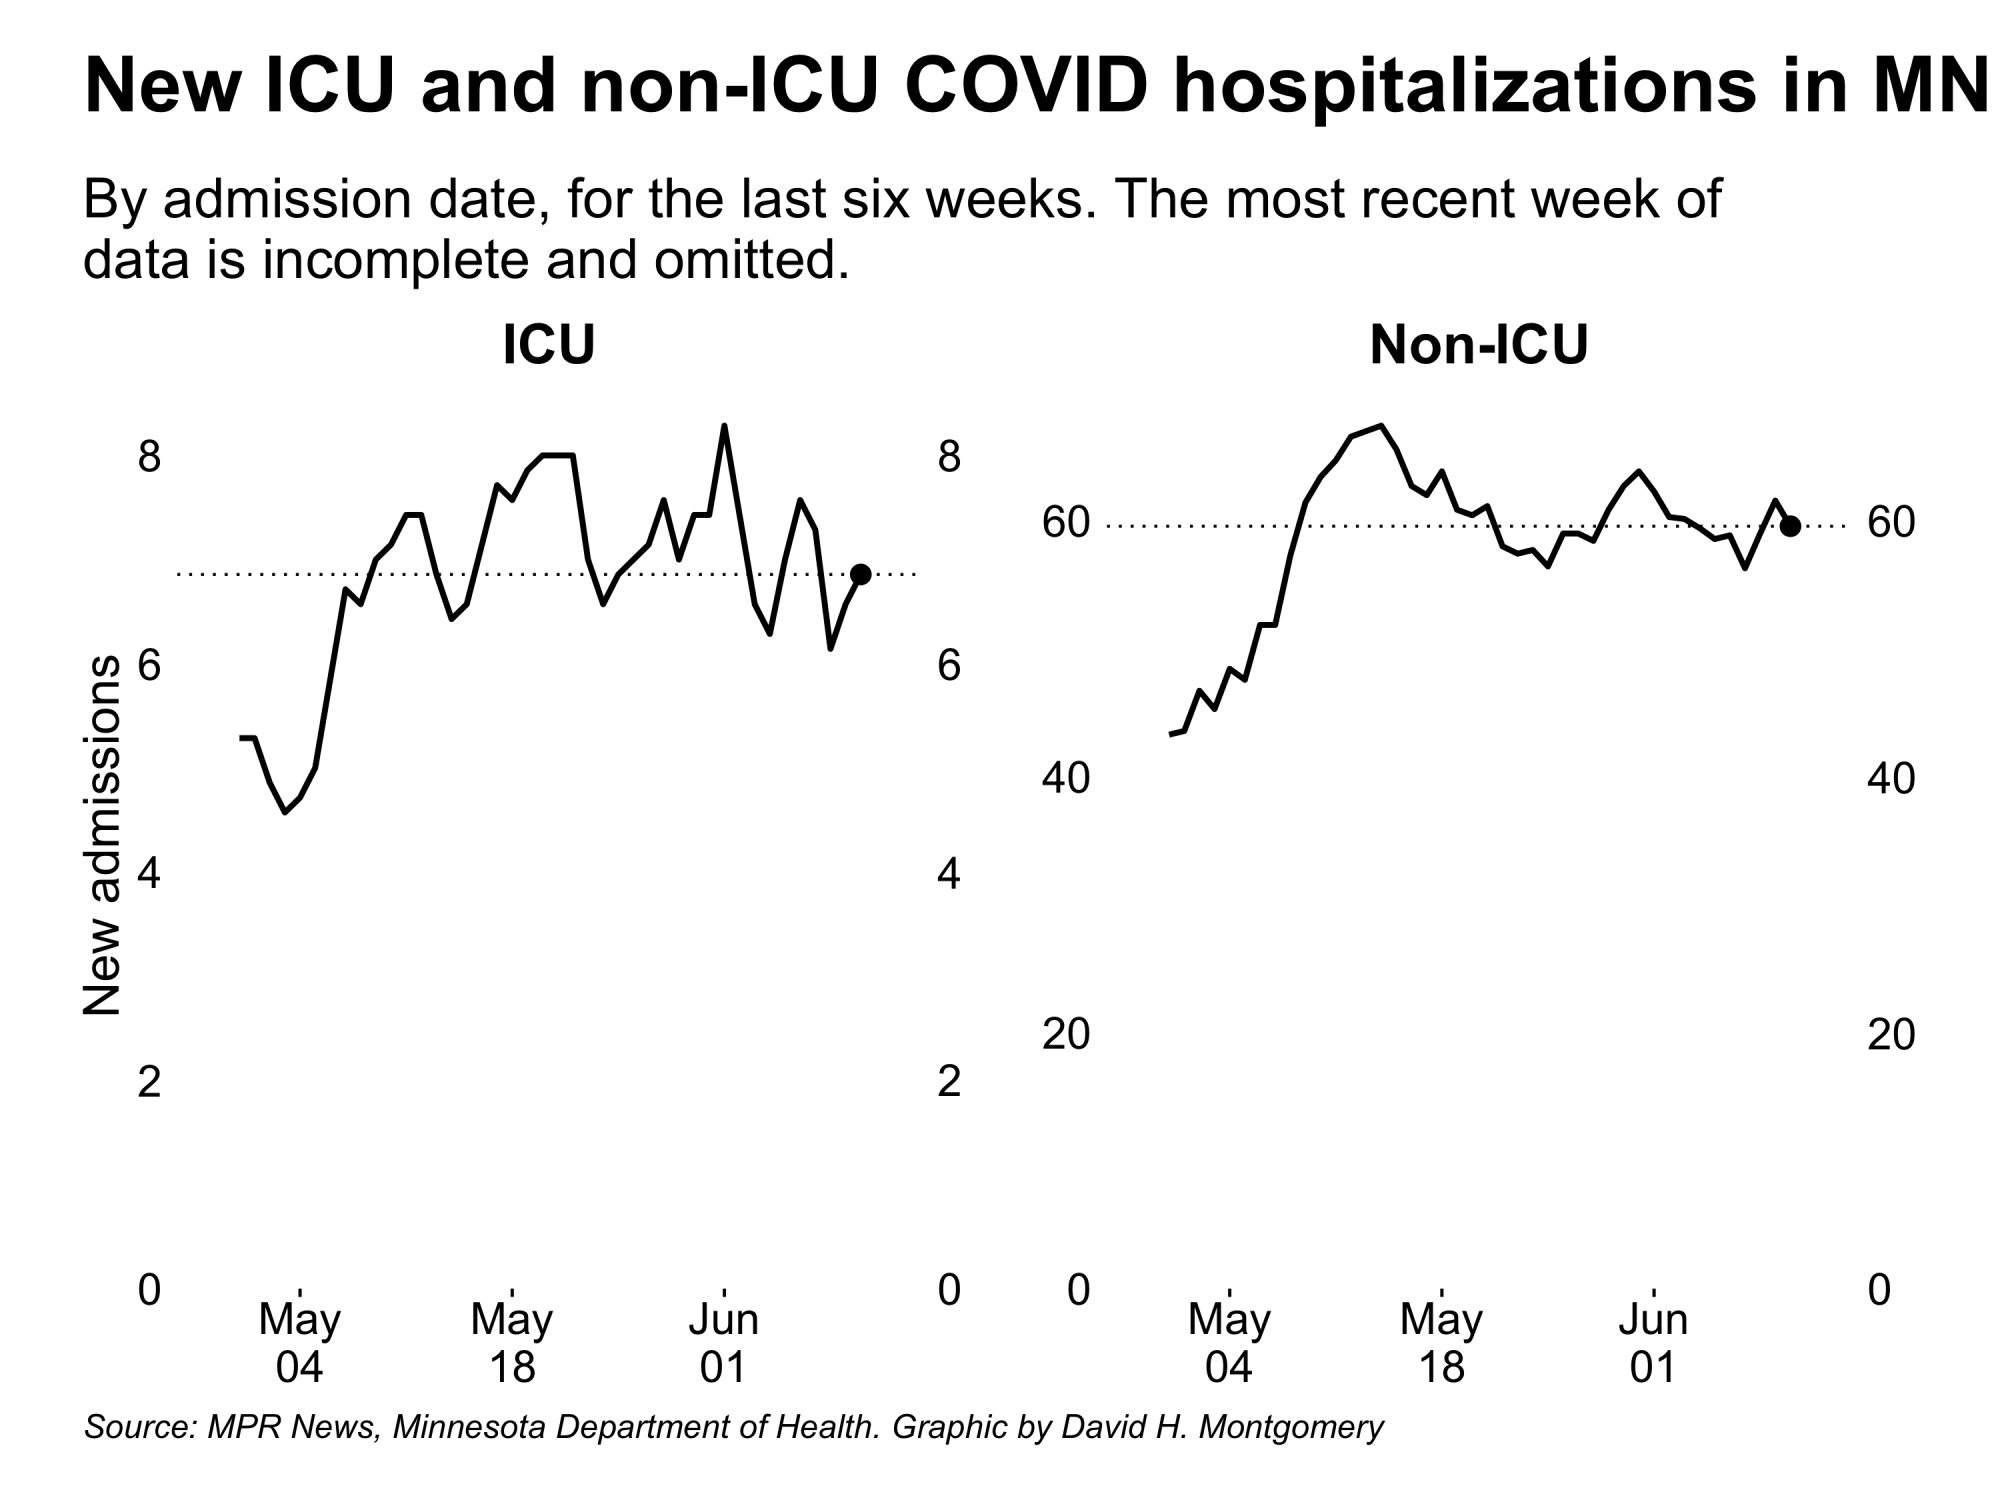 New ICU and non-ICU COVID hospitalizations in MN
By admission date, for the last six weeks. The most recent week of
data is incomplete and omitted.
ICU
Non-ICU
New admissions
8
6
4
2
0
8
6
4
2
0
60
40
20
0
60
40
20
0
May
04
May
18
Jun
01
May
04
May
18
Jun
01
Source: MPR News, Minnesota Department of Health. Graphic by David H. Montgomery